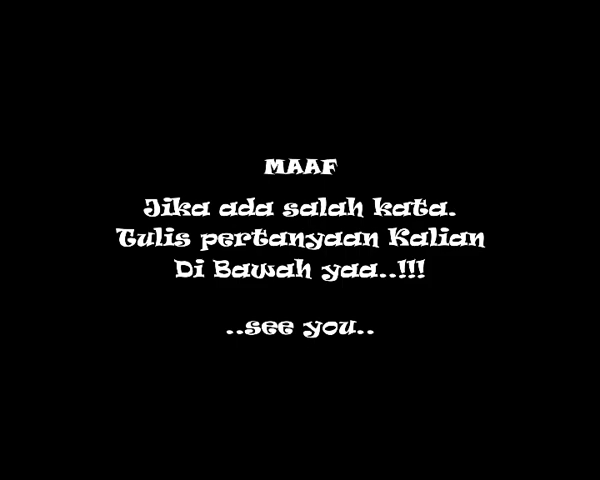 MAAF
Jika ada salah kata.
Tulis pertanyaan Kalian
Di Bawah yaa..!!!
..see you..